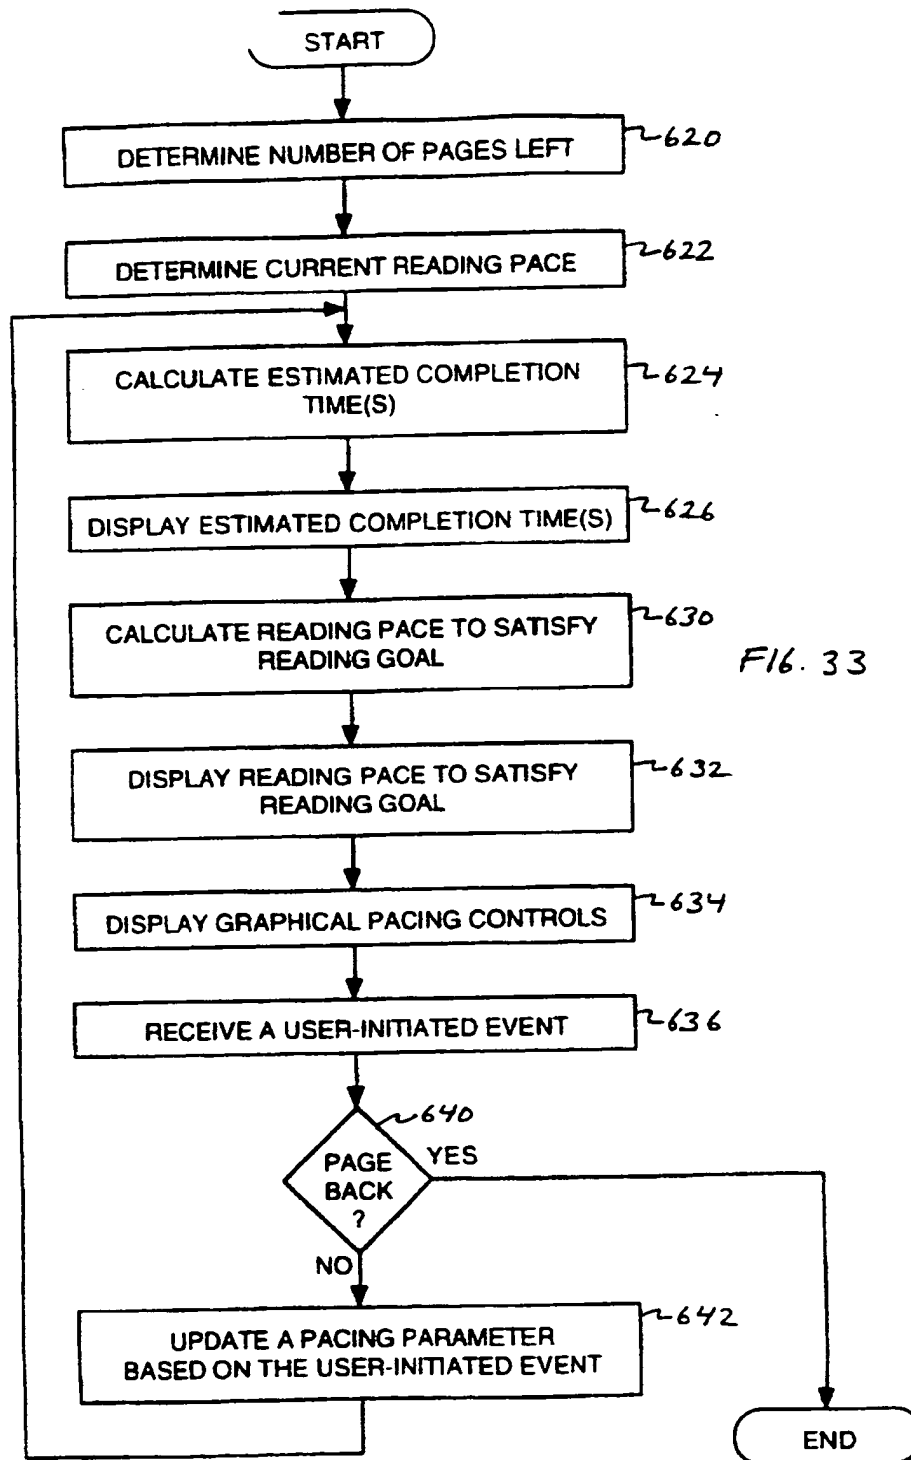 START
DETERMINE NUMBER OF PAGES LEFT
620
DETERMINE CURRENT READING PACE
622
CALCULATE ESTIMATED COMPLETION
TIME(S)
624
DISPLAY ESTIMATED COMPLETION TIME(S)
626
CALCULATE READING PACE TO SATISFY
READING GOAL
630
FIG. 33
DISPLAY READING PACE TO SATISFY
READING GOAL
632
DISPLAY GRAPHICAL PACING CONTROLS
634
RECEIVE A USER-INITIATED EVENT
636
640
PAGE
BACK
?
YES
NO
UPDATE A PACING PARAMETER
BASED ON THE USER-INITIATED EVENT
642
END